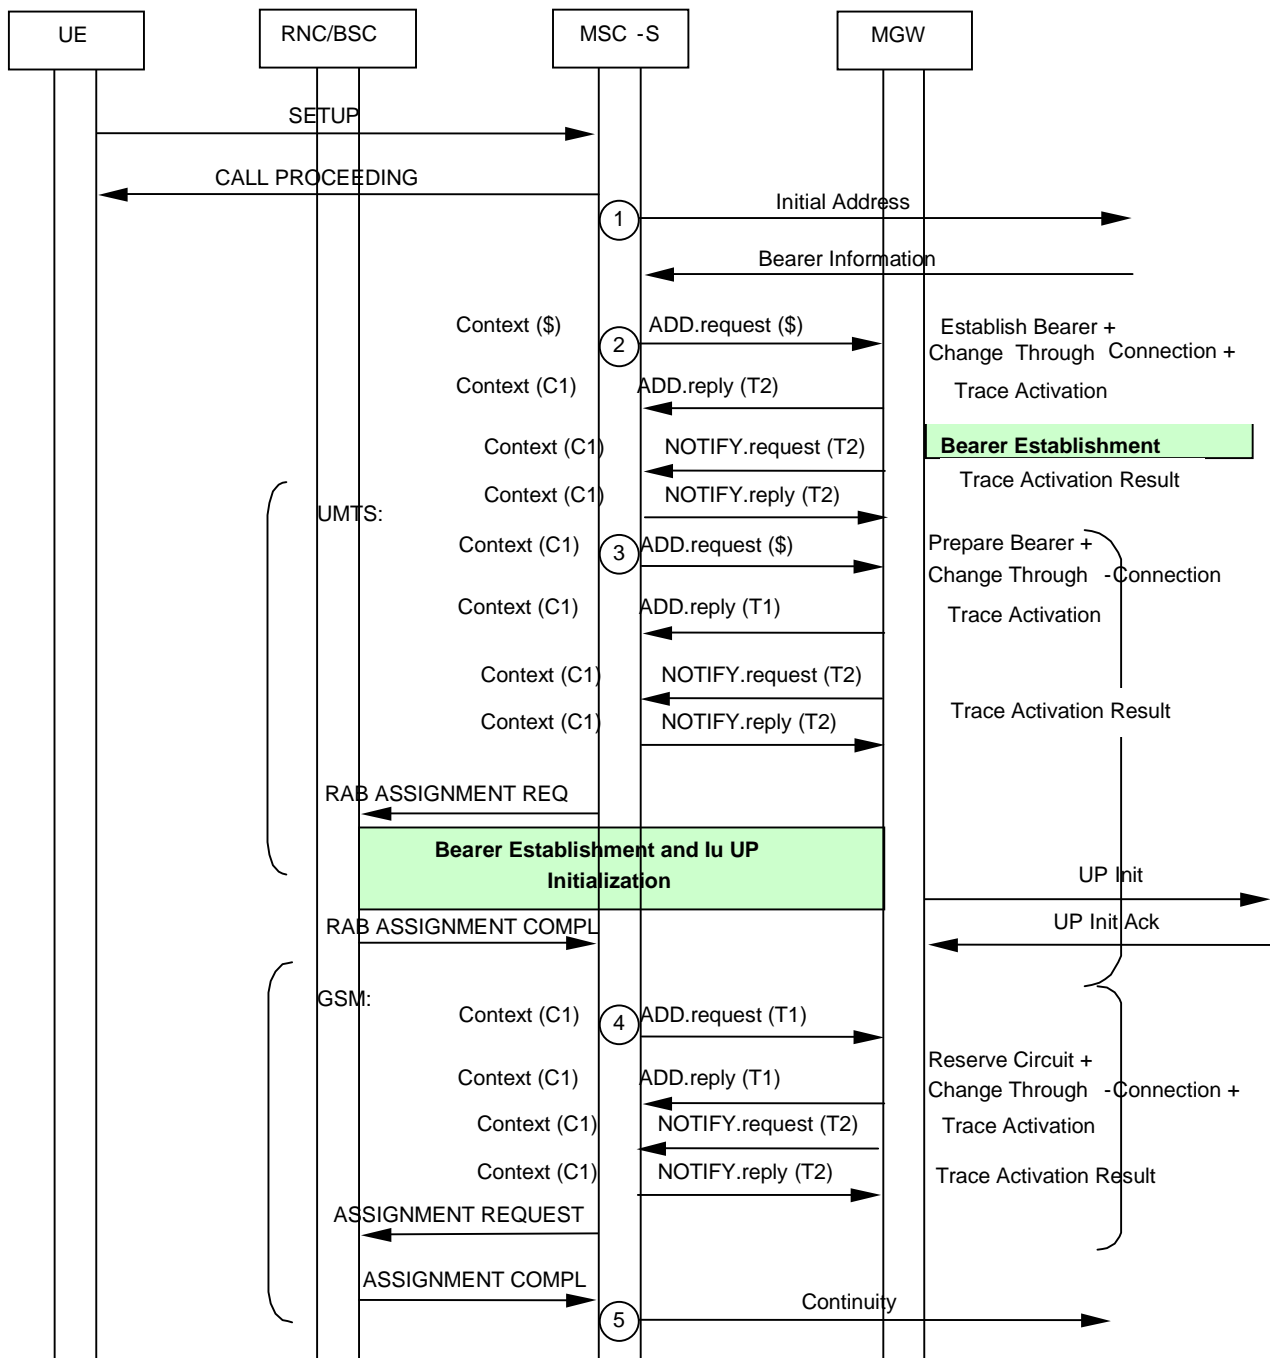 UE
RNC/BSC
MSC -S
MGW
SETUP
CALL PROCEEDING
1
Initial Address
Bearer Information
Context ($)
2
ADD.request ($)
Establish Bearer +
Change Through Connection +
Context (C1)
ADD.reply (T2)
Trace Activation
Context (C1)
NOTIFY.request (T2)
Bearer Establishment
Trace Activation Result
Context (C1)
NOTIFY.reply (T2)
UMTS:
Context (C1)
3
ADD.request ($)
Prepare Bearer +
Change Through -Connection
Context (C1)
ADD.reply (T1)
Trace Activation
Context (C1)
NOTIFY.request (T2)
Trace Activation Result
Context (C1)
NOTIFY.reply (T2)
RAB ASSIGNMENT REQ
Bearer Establishment and Iu UP
Initialization
UP Init
RAB ASSIGNMENT COMPL
UP Init Ack
GSM:
Context (C1)
4
ADD.request (T1)
Reserve Circuit +
Context (C1)
ADD.reply (T1)
Change Through -Connection +
Context (C1)
NOTIFY.request (T2)
Trace Activation
Context (C1)
NOTIFY.reply (T2)
Trace Activation Result
ASSIGNMENT REQUEST
ASSIGNMENT COMPL
5
Continuity